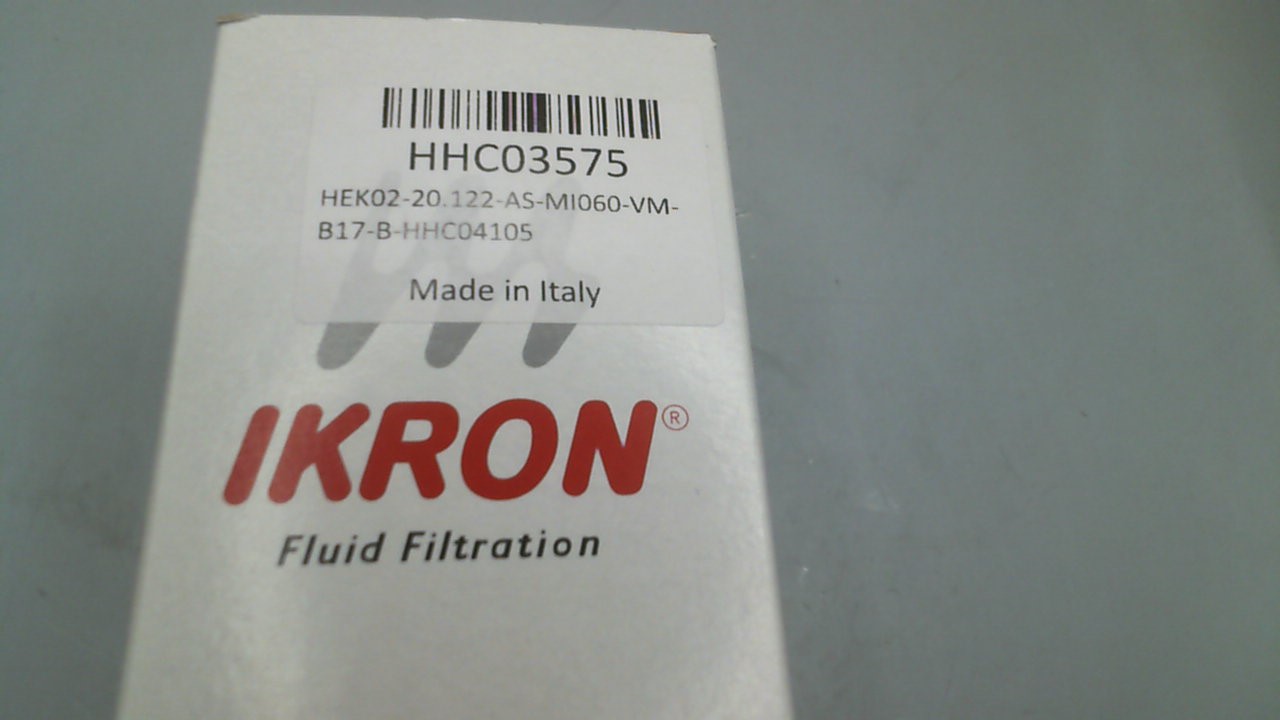 HHC03575
HEK02-20.122-AS-MI060-VM-
B17-B-HHC04105
Made in Italy
IKRON®
Fluid Filtration